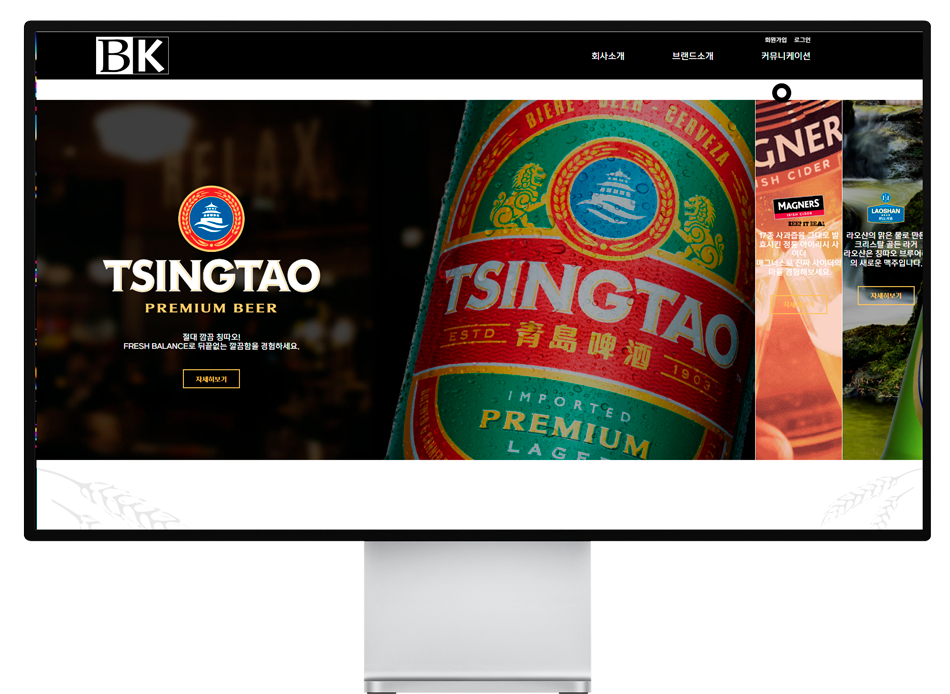 BK
회원가입 로그인
회사소개 브랜드소개 커뮤니케이션
RELAX
TSINGTAO
PREMIUM BEER
절대 깔끔 칭따오!
FRESH BALANCE로 뒤끝없는 깔끔함을 경험하세요.
자세히보기
BIERE · BEER · CERVEZA
TSINGTAO
ESTD 青島啤酒 1903
IMPORTED
PREMIUM
LAGER
GNER
ISH CIDER
MAGNERS
IRISH CIDER
KEEP IT REAL!
17종 사과즙을 그대로 발
효시킨 정통 아이리시 사
이더
매그너스로 진짜 사이더의
맛을 경험해보세요.
자세히보기
LAOSHAN
라오산의 맑은 물로 만든
크리스탈 골든 라거
라오산은 칭따오 브루어리
의 새로운 맥주입니다.
자세히보기